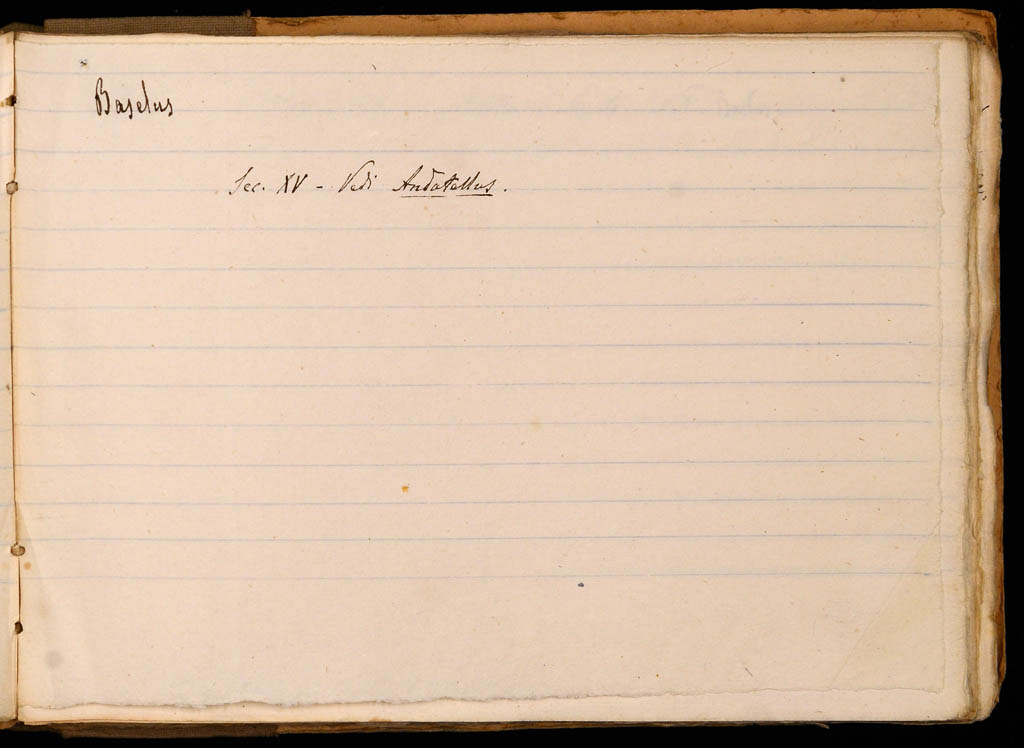 Baselus
Sec. XV - Vedi Andatellus.